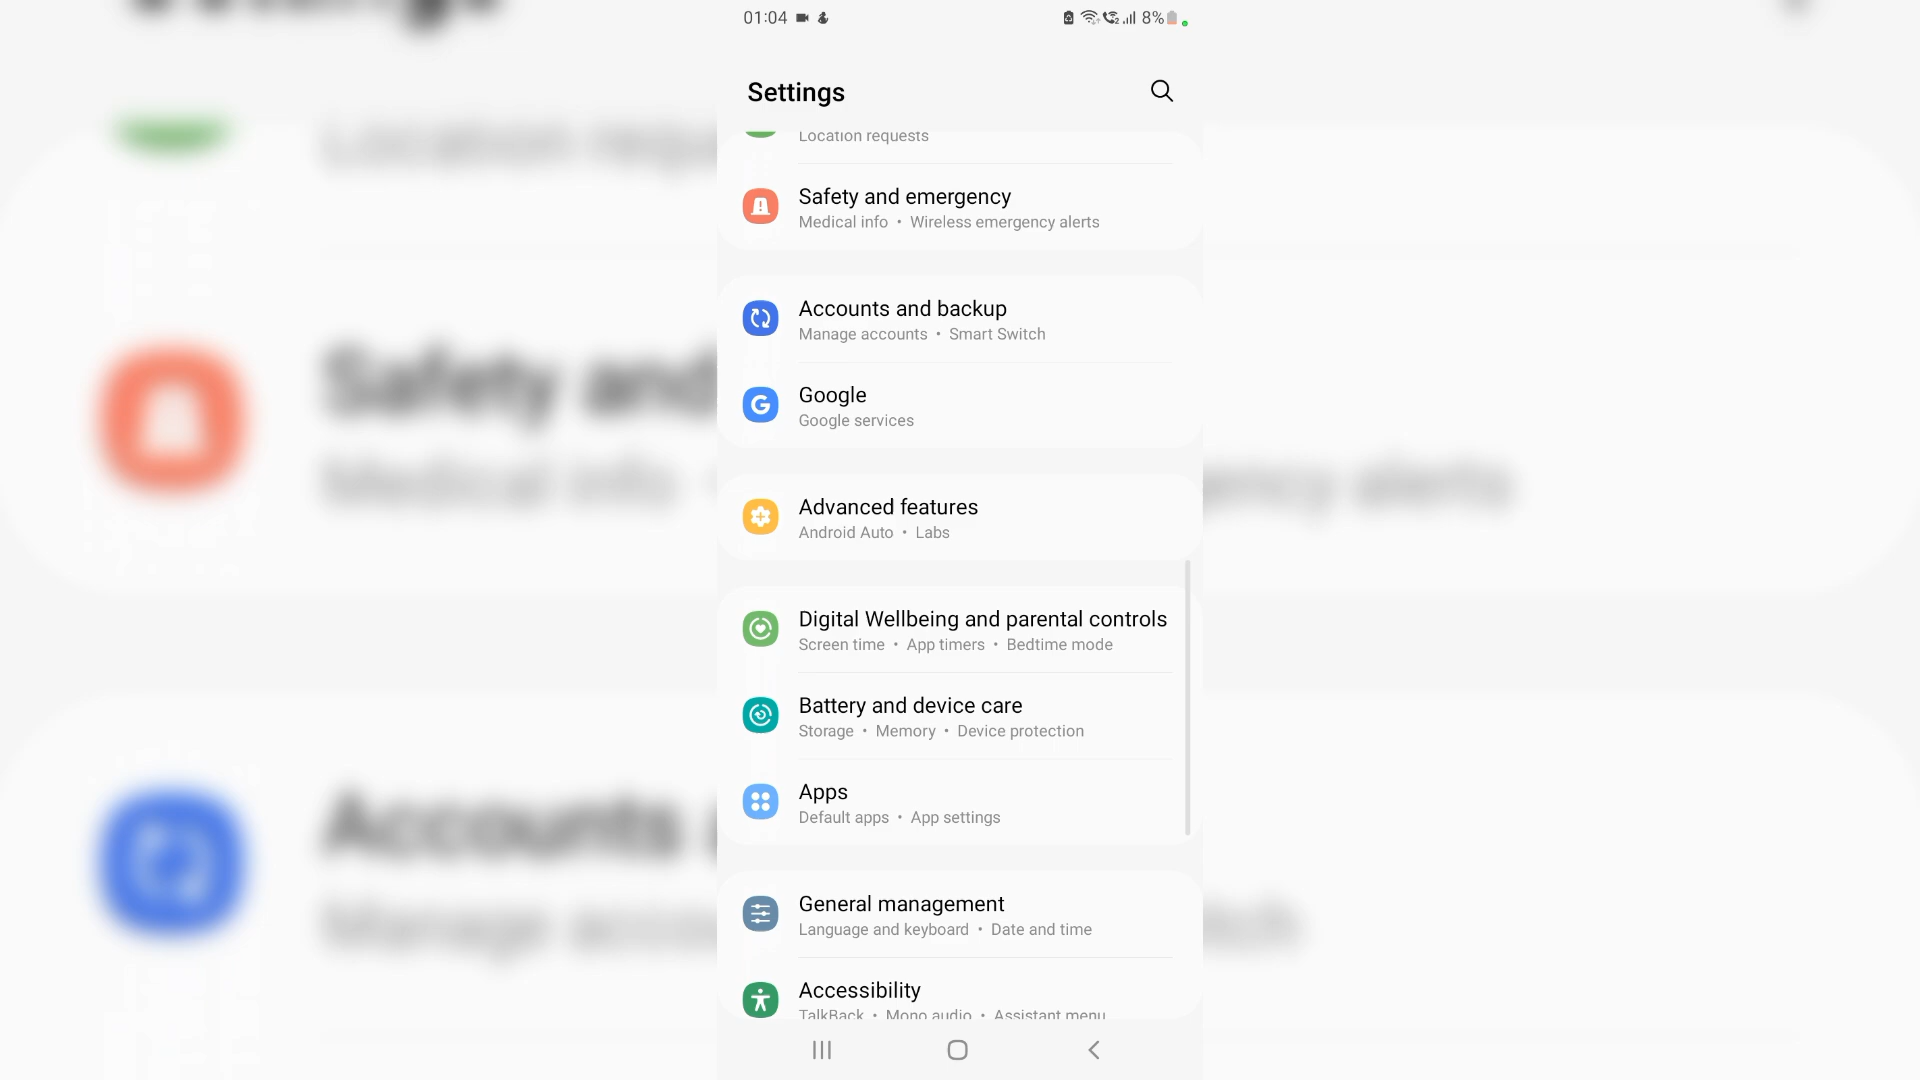 01:04
8%
Settings
Location requests
Safety and emergency
Medical info • Wireless emergency alerts
Accounts and backup
Manage accounts • Smart Switch
Google
Google services
Advanced features
Android Auto • Labs
Digital Wellbeing and parental controls
Screen time • App timers • Bedtime mode
Battery and device care
Storage • Memory • Device protection
Apps
Default apps • App settings
General management
Language and keyboard • Date and time
Accessibility
TalkBack • Mono audio • Assistant menu